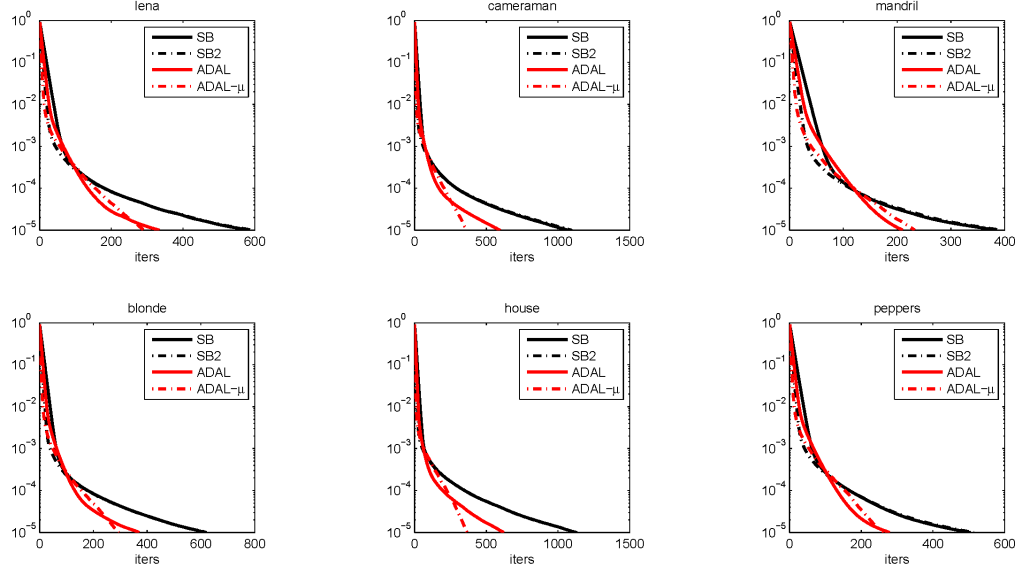 lena
10^0
10^-1
10^-2
10^-3
10^-4
10^-5
0 200 400 600
iters
SB
SB2
ADAL
ADAL-μ
cameraman
10^0
10^-1
10^-2
10^-3
10^-4
10^-5
0 500 1000 1500
iters
SB
SB2
ADAL
ADAL-μ
mandril
10^0
10^-1
10^-2
10^-3
10^-4
10^-5
0 100 200 300 400
iters
SB
SB2
ADAL
ADAL-μ
blonde
10^0
10^-1
10^-2
10^-3
10^-4
10^-5
0 200 400 600 800
iters
SB
SB2
ADAL
ADAL-μ
house
10^0
10^-1
10^-2
10^-3
10^-4
10^-5
0 500 1000 1500
iters
SB
SB2
ADAL
ADAL-μ
peppers
10^0
10^-1
10^-2
10^-3
10^-4
10^-5
0 200 400 600
iters
SB
SB2
ADAL
ADAL-μ